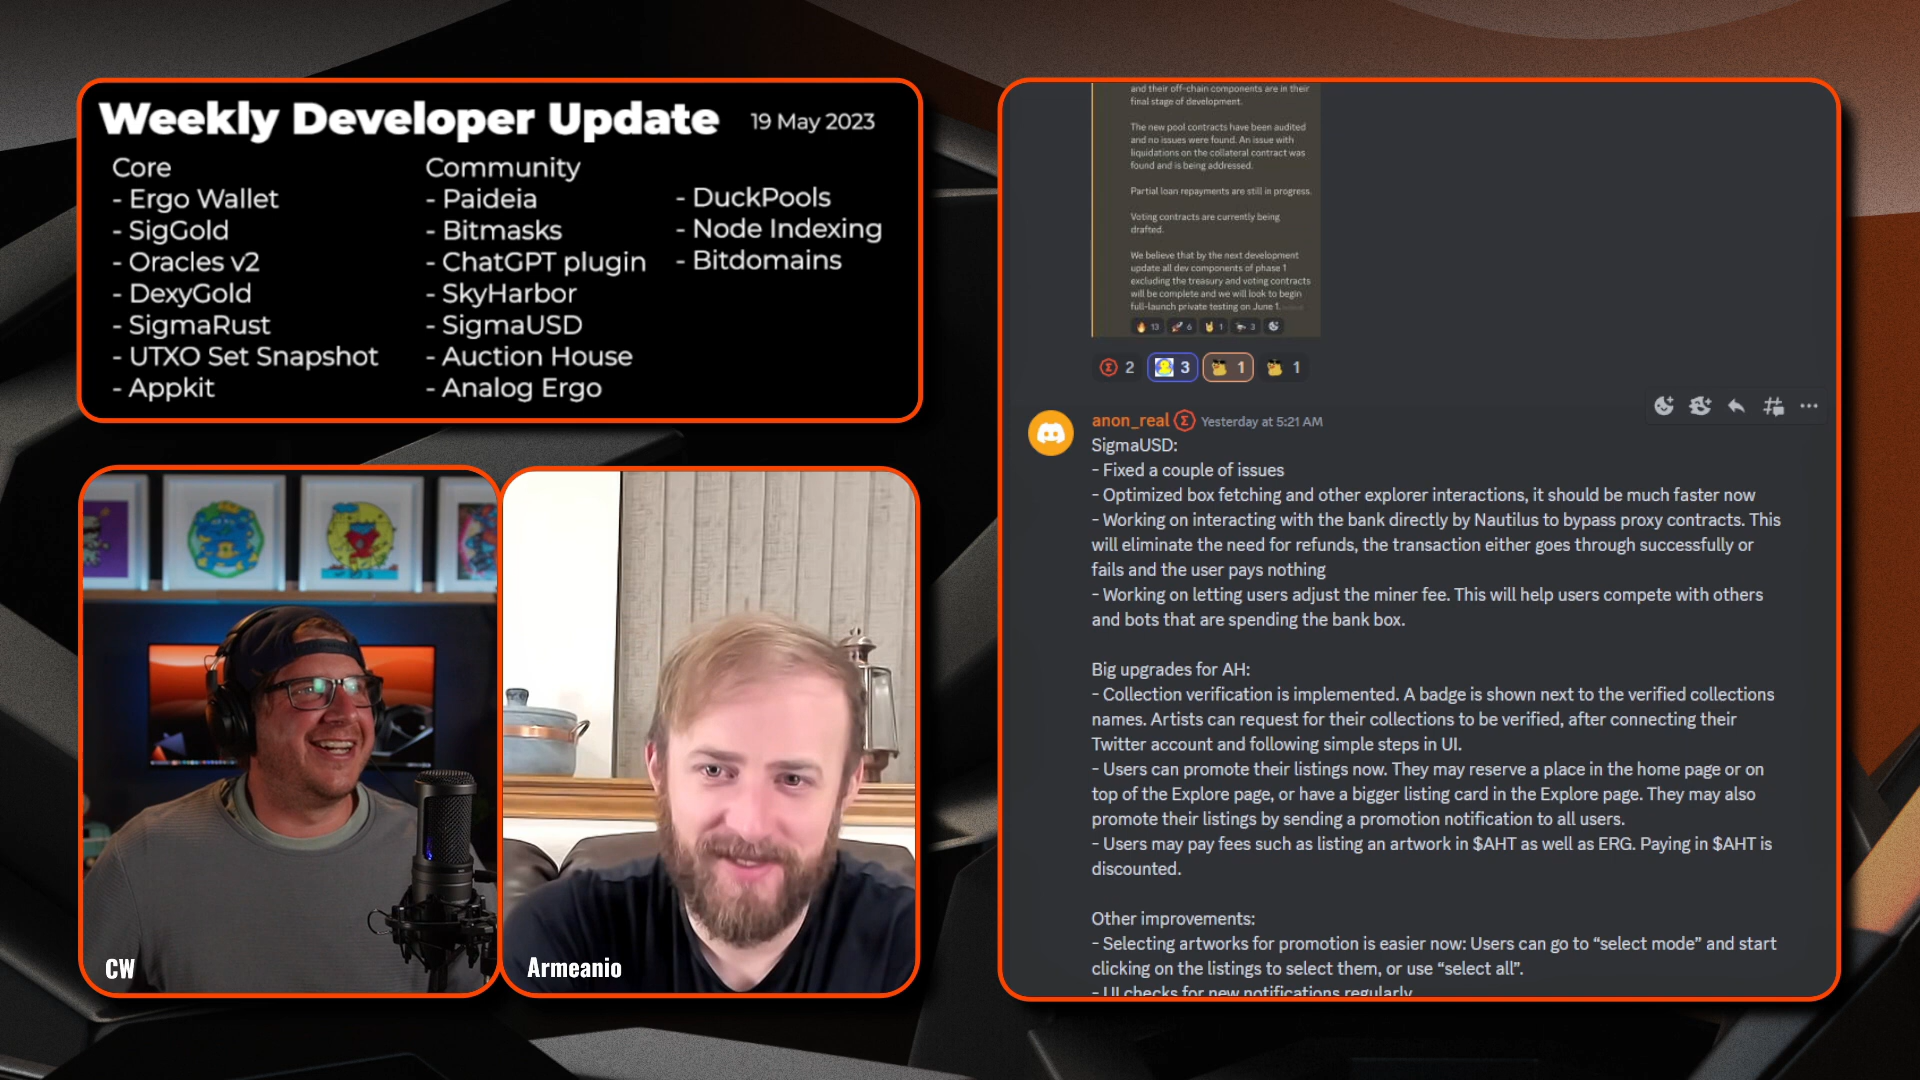 Weekly Developer Update
19 May 2023
Core
- Ergo Wallet
- SigGold
- Oracles v2
- DexyGold
- SigmaRust
- UTXO Set Snapshot
- Appkit
Community
- Paideia
- Bitmasks
- ChatGPT plugin
- SkyHarbor
- SigmaUSD
- Auction House
- Analog Ergo
- DuckPools
- Node Indexing
- Bitdomains
CW
Armeanio
and their off-chain components are in their
final stage of development.
The new pool contracts have been audited
and no issues were found. An issue with
liquidations on the collateral contract was
found and is being addressed.
Partial loan repayments are still in progress.
Voting contracts are currently being
drafted.
We believe that by the next development
update all dev components of phase 1
excluding the treasury and voting contracts
will be complete and we will look to begin
full-launch private testing on June 1.
13 6 1 3
2 3 1 1
anon_real Yesterday at 5:21 AM
SigmaUSD:
- Fixed a couple of issues
- Optimized box fetching and other explorer interactions, it should be much faster now
- Working on interacting with the bank directly by Nautilus to bypass proxy contracts. This
will eliminate the need for refunds, the transaction either goes through successfully or
fails and the user pays nothing
- Working on letting users adjust the miner fee. This will help users compete with others
and bots that are spending the bank box.
Big upgrades for AH:
- Collection verification is implemented. A badge is shown next to the verified collections
names. Artists can request for their collections to be verified, after connecting their
Twitter account and following simple steps in UI.
- Users can promote their listings now. They may reserve a place in the home page or on
top of the Explore page, or have a bigger listing card in the Explore page. They may also
promote their listings by sending a promotion notification to all users.
- Users may pay fees such as listing an artwork in $AHT as well as ERG. Paying in $AHT is
discounted.
Other improvements:
- Selecting artworks for promotion is easier now: Users can go to “select mode” and start
clicking on the listings to select them, or use “select all”.
- UI checks for new notifications regularly